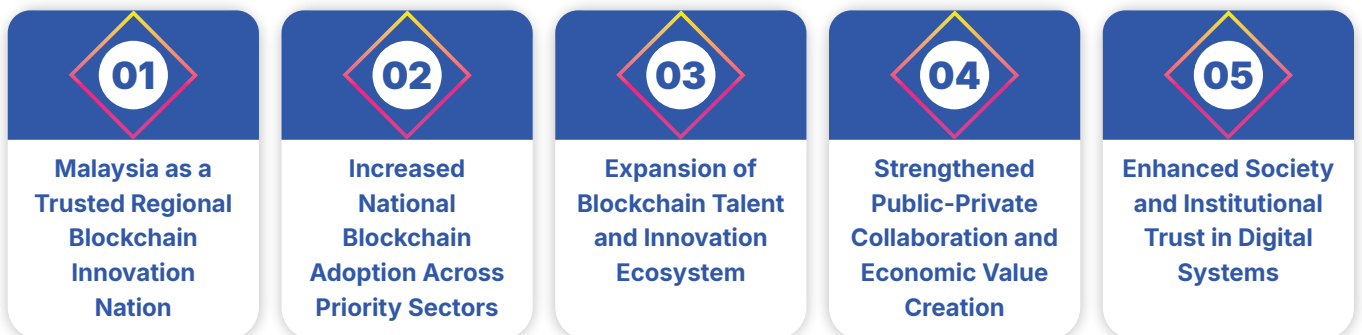 01
Malaysia as a
Trusted Regional
Blockchain
Innovation
Nation
02
Increased
National
Blockchain
Adoption Across
Priority Sectors
03
Expansion of
Blockchain Talent
and Innovation
Ecosystem
04
Strengthened
Public-Private
Collaboration and
Economic Value
Creation
05
Enhanced Society
and Institutional
Trust in Digital
Systems